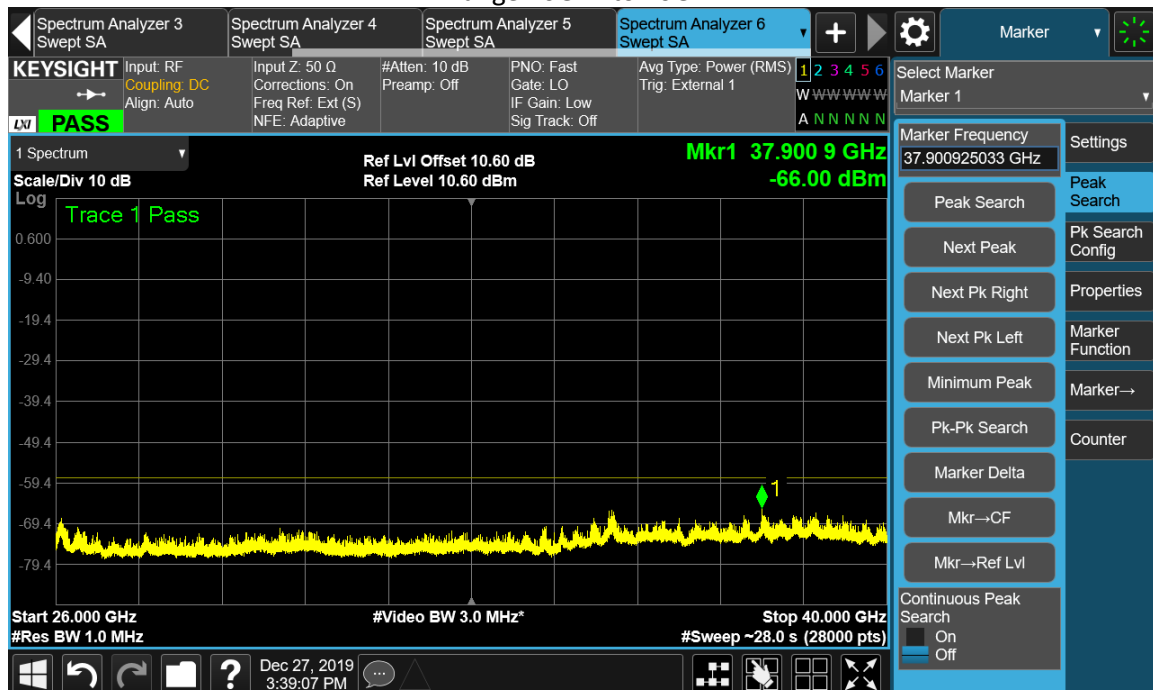 Spectrum Analyzer 3
Swept SA
Spectrum Analyzer 4
Swept SA
Spectrum Analyzer 5
Swept SA
Spectrum Analyzer 6
Swept SA
+
Marker
KEYSIGHT
Input: RF
Coupling: DC
Align: Auto
Input Z: 50 Ω
Corrections: On
Freq Ref: Ext (S)
NFE: Adaptive
#Atten: 10 dB
Preamp: Off
PNO: Fast
Gate: LO
IF Gain: Low
Sig Track: Off
Avg Type: Power (RMS)
Trig: External 1
1 2 3 4 5 6
W W W W W W
A N N N N N
LXI PASS
Select Marker
Marker 1
1 Spectrum
Scale/Div 10 dB
Ref Lvl Offset 10.60 dB
Ref Level 10.60 dBm
Mkr1 37.900 9 GHz
-66.00 dBm
Log
Trace 1 Pass
0.600
-9.40
-19.4
-29.4
-39.4
-49.4
-59.4
-69.4
-79.4
1
Start 26.000 GHz
#Res BW 1.0 MHz
#Video BW 3.0 MHz*
Stop 40.000 GHz
#Sweep ~28.0 s (28000 pts)
Marker Frequency
37.900925033 GHz
Peak Search
Next Peak
Next Pk Right
Next Pk Left
Minimum Peak
Pk-Pk Search
Marker Delta
Mkr→CF
Mkr→Ref Lvl
Continuous Peak
Search
On
Off
Settings
Peak
Search
Pk Search
Config
Properties
Marker
Function
Marker→
Counter
?
Dec 27, 2019
3:39:07 PM